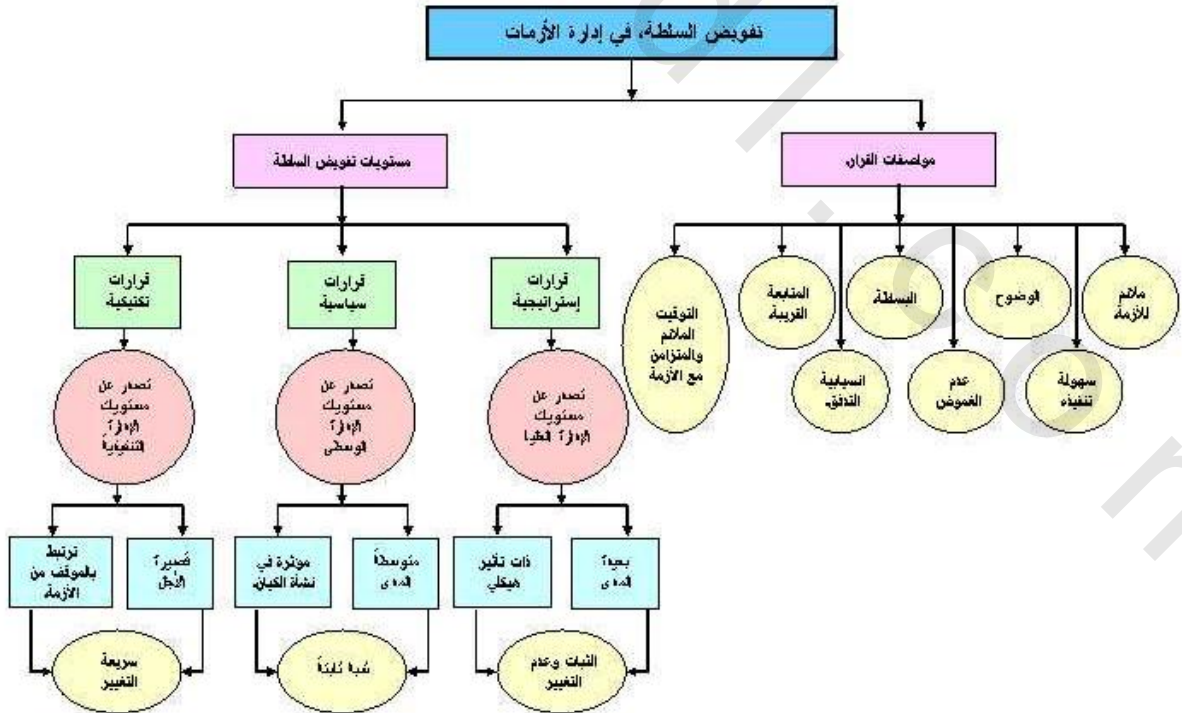 تفويض السلطة، في إدارة الأزمات
مواصفات القرار
مستويات تفويض السلطة
ملائم
للأزمة
سهولة
تنفيذه
الوضوح
عدم
الغموض
البسطة
انسيابية
التدفق
المتابعة
القريبة
التوقيت
الملائم
والمتزامن
مع الأزمة
قرارات
إستراتيجية
قرارات
سياسية
قرارات
تكتيكية
تصدر عن
مستويات
الإدارة العليا
تصدر عن
مستويات
الإدارة
الوسطى
تصدر عن
مستويات
الإدارة
التنفيذية
بعيدة
المدى
ذات تأثير
هيكلي
متوسطة
المدى
موثرة في
نشأة الكيان
قصيرة
الأجل
ترتبط
بالموقف من
الأزمة
الثبات وعدم
التغيير
شبه ثابتة
سريعة
التغيير